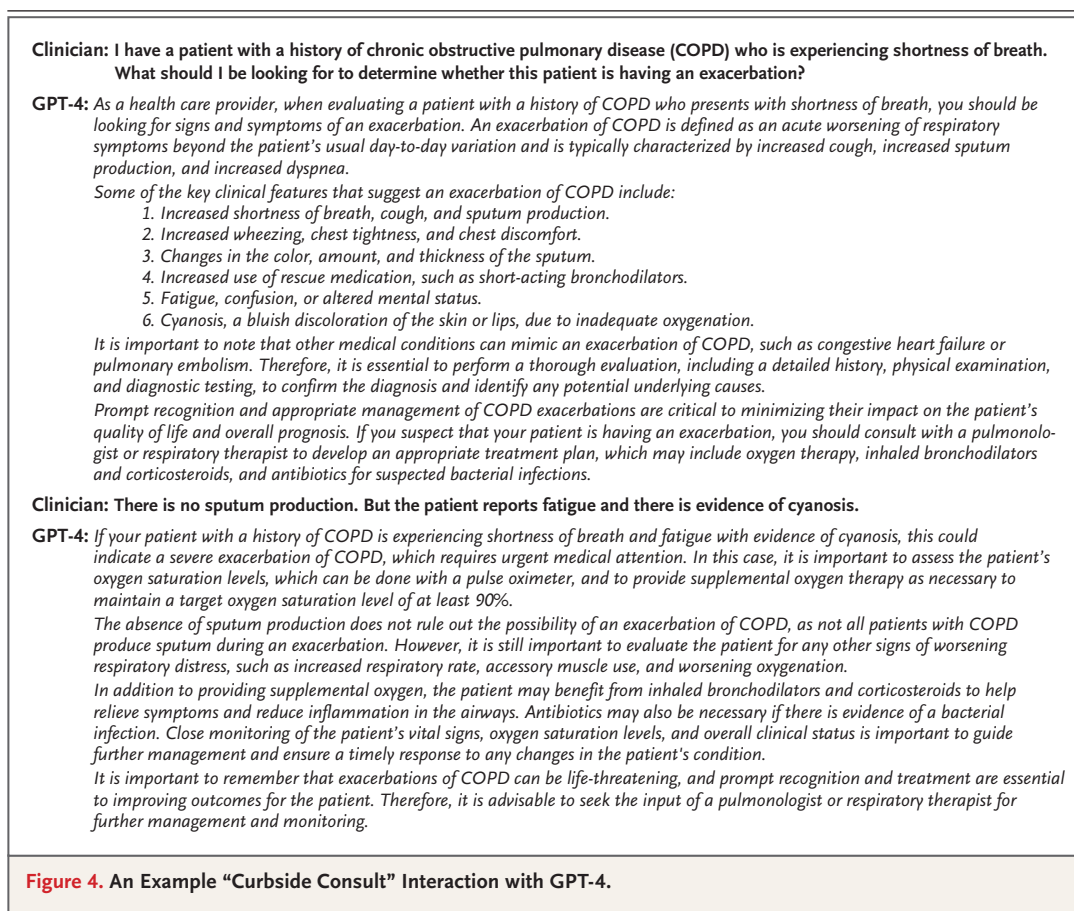 Clinician: I have a patient with a history of chronic obstructive pulmonary disease (COPD) who is experiencing shortness of breath.
What should I be looking for to determine whether this patient is having an exacerbation?
GPT-4: As a health care provider, when evaluating a patient with a history of COPD who presents with shortness of breath, you should be
looking for signs and symptoms of an exacerbation. An exacerbation of COPD is defined as an acute worsening of respiratory
symptoms beyond the patient's usual day-to-day variation and is typically characterized by increased cough, increased sputum
production, and increased dyspnea.
Some of the key clinical features that suggest an exacerbation of COPD include:
1. Increased shortness of breath, cough, and sputum production.
2. Increased wheezing, chest tightness, and chest discomfort.
3. Changes in the color, amount, and thickness of the sputum.
4. Increased use of rescue medication, such as short-acting bronchodilators.
5. Fatigue, confusion, or altered mental status.
6. Cyanosis, a bluish discoloration of the skin or lips, due to inadequate oxygenation.
It is important to note that other medical conditions can mimic an exacerbation of COPD, such as congestive heart failure or
pulmonary embolism. Therefore, it is essential to perform a thorough evaluation, including a detailed history, physical examination,
and diagnostic testing, to confirm the diagnosis and identify any potential underlying causes.
Prompt recognition and appropriate management of COPD exacerbations are critical to minimizing their impact on the patient's
quality of life and overall prognosis. If you suspect that your patient is having an exacerbation, you should consult with a pulmonolo-
gist or respiratory therapist to develop an appropriate treatment plan, which may include oxygen therapy, inhaled bronchodilators
and corticosteroids, and antibiotics for suspected bacterial infections.
Clinician: There is no sputum production. But the patient reports fatigue and there is evidence of cyanosis.
GPT-4: If your patient with a history of COPD is experiencing shortness of breath and fatigue with evidence of cyanosis, this could
indicate a severe exacerbation of COPD, which requires urgent medical attention. In this case, it is important to assess the patient's
oxygen saturation levels, which can be done with a pulse oximeter, and to provide supplemental oxygen therapy as necessary to
maintain a target oxygen saturation level of at least 90%.
The absence of sputum production does not rule out the possibility of an exacerbation of COPD, as not all patients with COPD
produce sputum during an exacerbation. However, it is still important to evaluate the patient for any other signs of worsening
respiratory distress, such as increased respiratory rate, accessory muscle use, and worsening oxygenation.
In addition to providing supplemental oxygen, the patient may benefit from inhaled bronchodilators and corticosteroids to help
relieve symptoms and reduce inflammation in the airways. Antibiotics may also be necessary if there is evidence of a bacterial
infection. Close monitoring of the patient's vital signs, oxygen saturation levels, and overall clinical status is important to guide
further management and ensure a timely response to any changes in the patient's condition.
It is important to remember that exacerbations of COPD can be life-threatening, and prompt recognition and treatment are essential
to improving outcomes for the patient. Therefore, it is advisable to seek the input of a pulmonologist or respiratory therapist for
further management and monitoring.
Figure 4. An Example “Curbside Consult” Interaction with GPT-4.